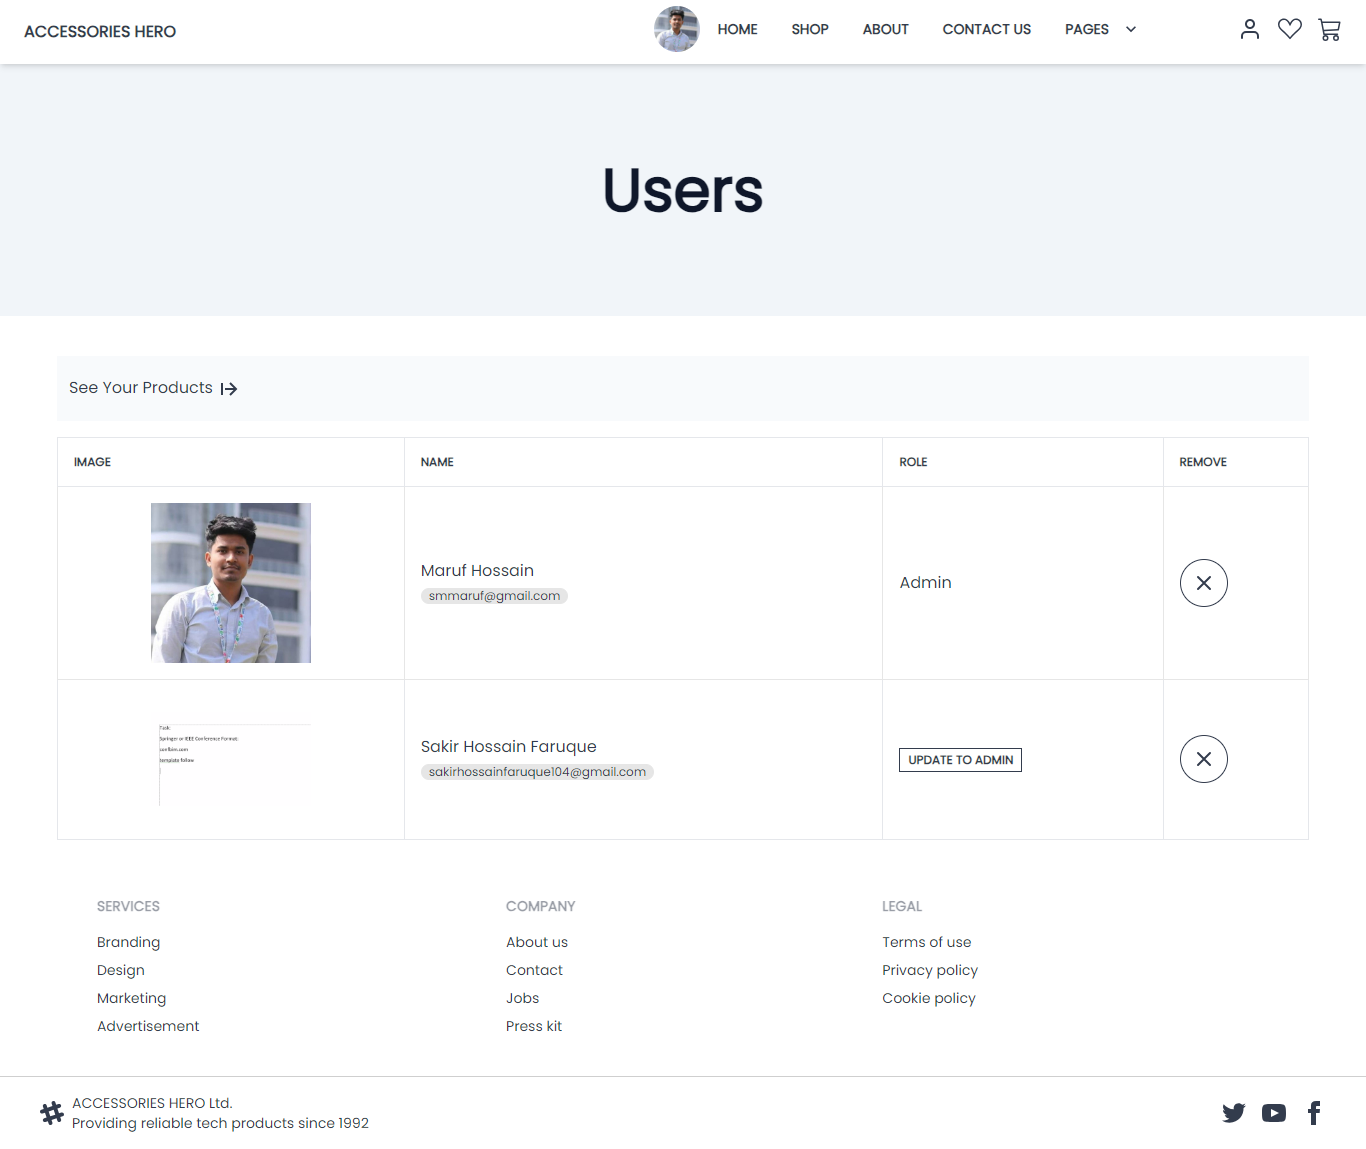 ACCESSORIES HERO
HOME SHOP ABOUT CONTACT US PAGES
Users
See Your Products
IMAGE NAME ROLE REMOVE
Maruf Hossain
smmaruf@gmail.com
Admin
Task:
Springer or IEEE Conference Format
template follow
Sakir Hossain Faruque
sakirhossainfaruque104@gmail.com
UPDATE TO ADMIN
SERVICES
Branding
Design
Marketing
Advertisement
COMPANY
About us
Contact
Jobs
Press kit
LEGAL
Terms of use
Privacy policy
Cookie policy
ACCESSORIES HERO Ltd.
Providing reliable tech products since 1992